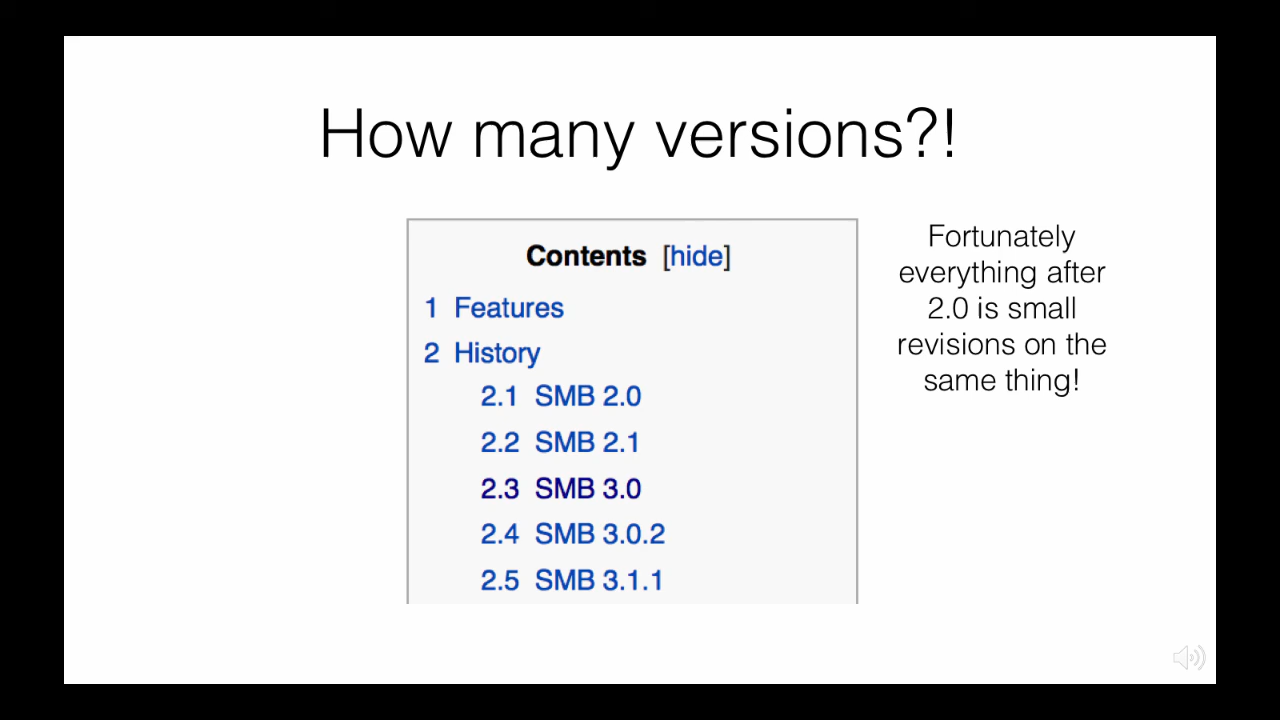 How many versions?!
Contents [hide]
1 Features
2 History
2.1 SMB 2.0
2.2 SMB 2.1
2.3 SMB 3.0
2.4 SMB 3.0.2
2.5 SMB 3.1.1
Fortunately
everything after
2.0 is small
revisions on the
same thing!